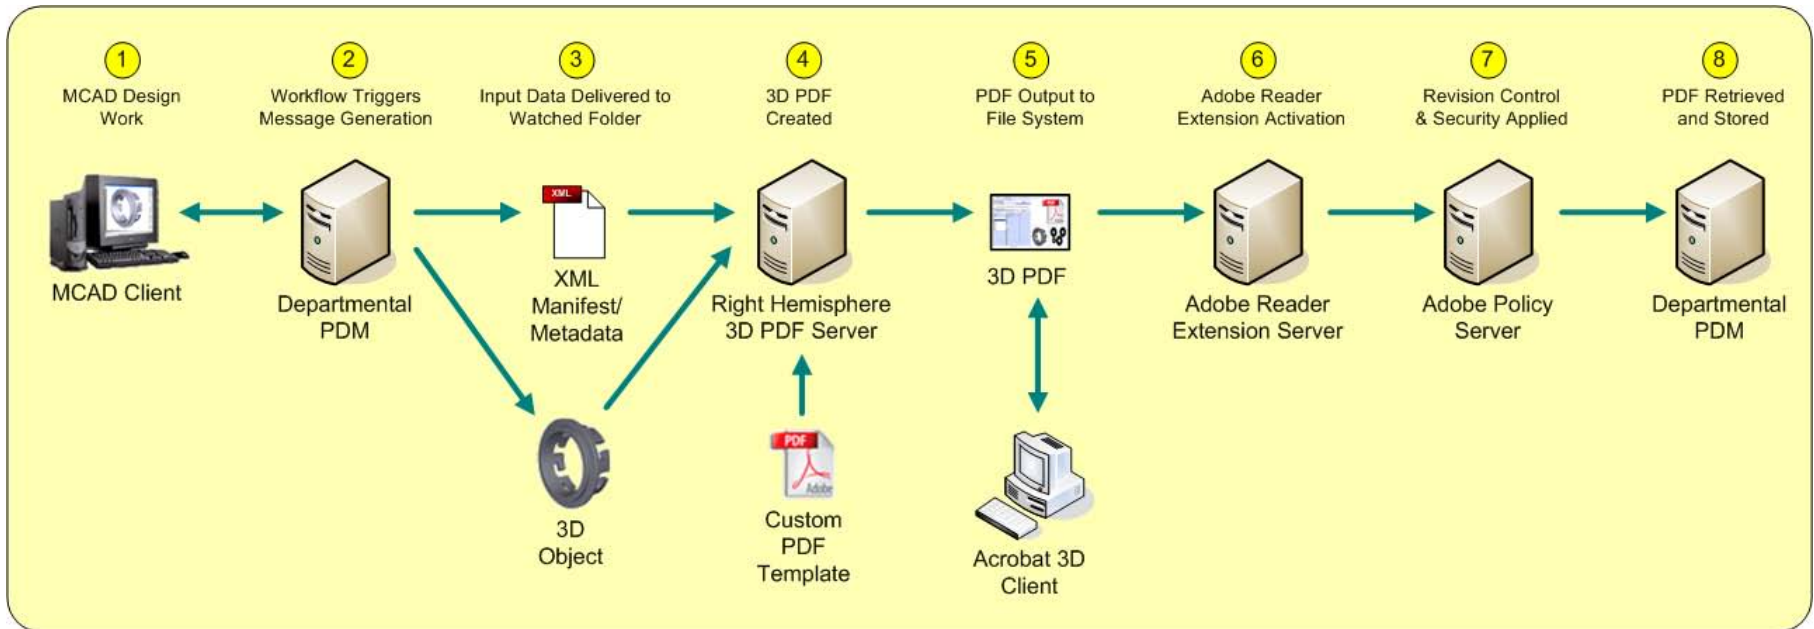 1
MCAD Design
Work
2
Workflow Triggers
Message Generation
3
Input Data Delivered to
Watched Folder
4
3D PDF
Created
5
PDF Output to
File System
6
Adobe Reader
Extension Activation
7
Revision Control
& Security Applied
8
PDF Retrieved
and Stored
MCAD Client
Departmental
PDM
XML
XML
Manifest/
Metadata
Right Hemisphere
3D PDF Server
3D PDF
Adobe Reader
Extension Server
Adobe Policy
Server
Departmental
PDM
3D
Object
PDF
Adobe
Custom
PDF
Template
Acrobat 3D
Client